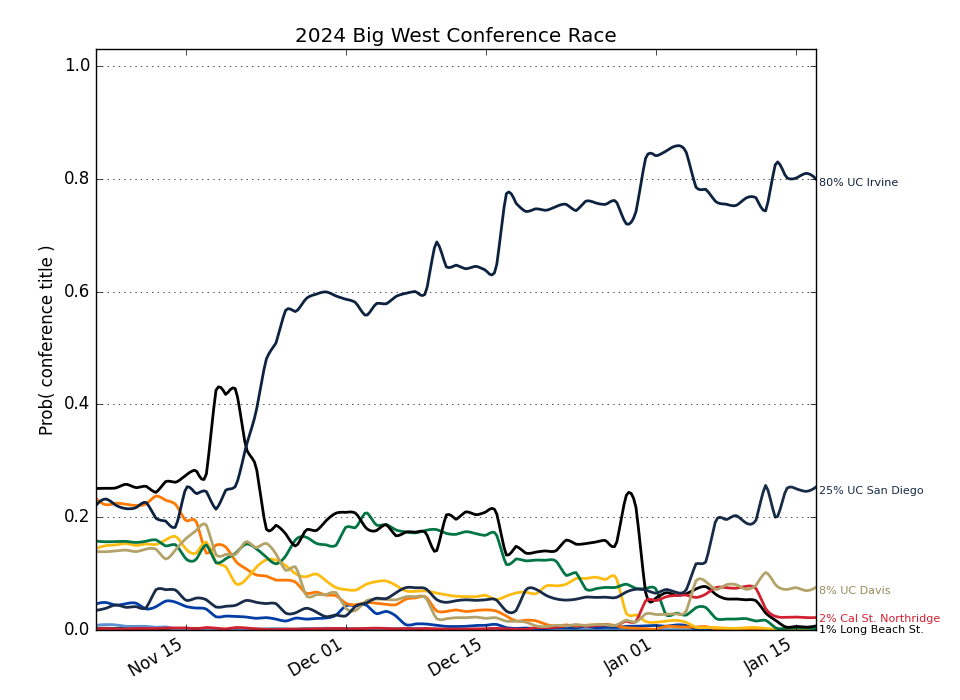 2024 Big West Conference Race
Prob( conference title )
1.0
0.8
0.6
0.4
0.2
0.0
80% UC Irvine
25% UC San Diego
8% UC Davis
2% Cal St. Northridge
1% Long Beach St.
Nov 15
Dec 01
Dec 15
Jan 01
Jan 15